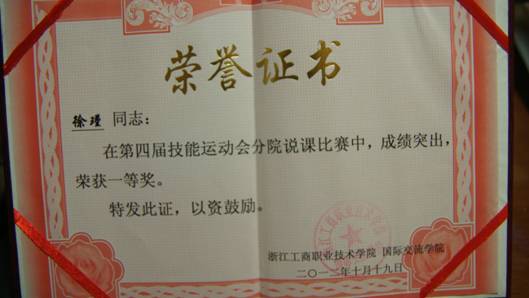 荣誉证书
徐瑾 同志：
在第四届技能运动会分院说课比赛中，成绩突出，
荣获一等奖。
特发此证，以资鼓励。
浙江工商职业技术学院 国际交流学院
二〇一二年十月十九日